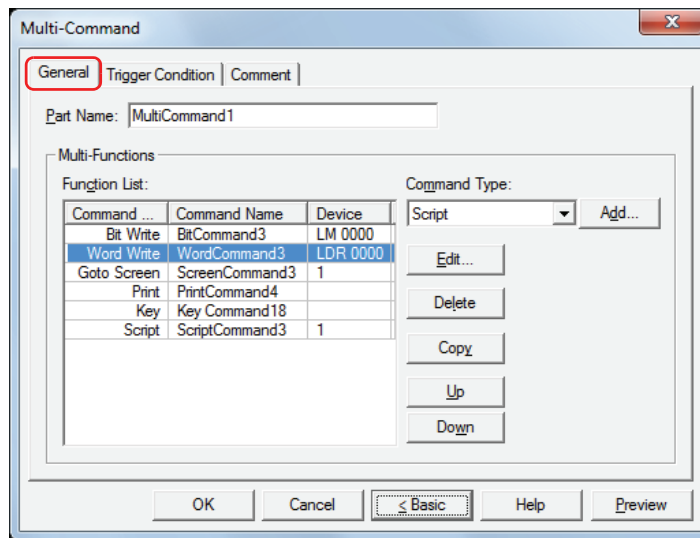 Multi-Command
General Trigger Condition Comment
Part Name: MultiCommand1
Multi-Functions
Function List: Command Type:
Command ... Command Name Device Script Add...
Bit Write BitCommand3 LM 0000
Word Write WordCommand3 LDR 0000 Edit...
Goto Screen ScreenCommand3 1
Print PrintCommand4 Delete
Key Key Command18
Script ScriptCommand3 1
Copy
Up
Down
OK Cancel < Basic Help Preview